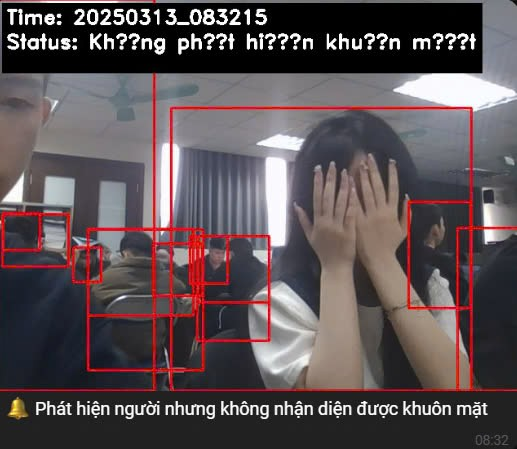 Time: 20250313_083215
Status: Kh??ng ph??t hi???n khu??n m???t
🔔 Phát hiện người nhưng không nhận diện được khuôn mặt
08:32